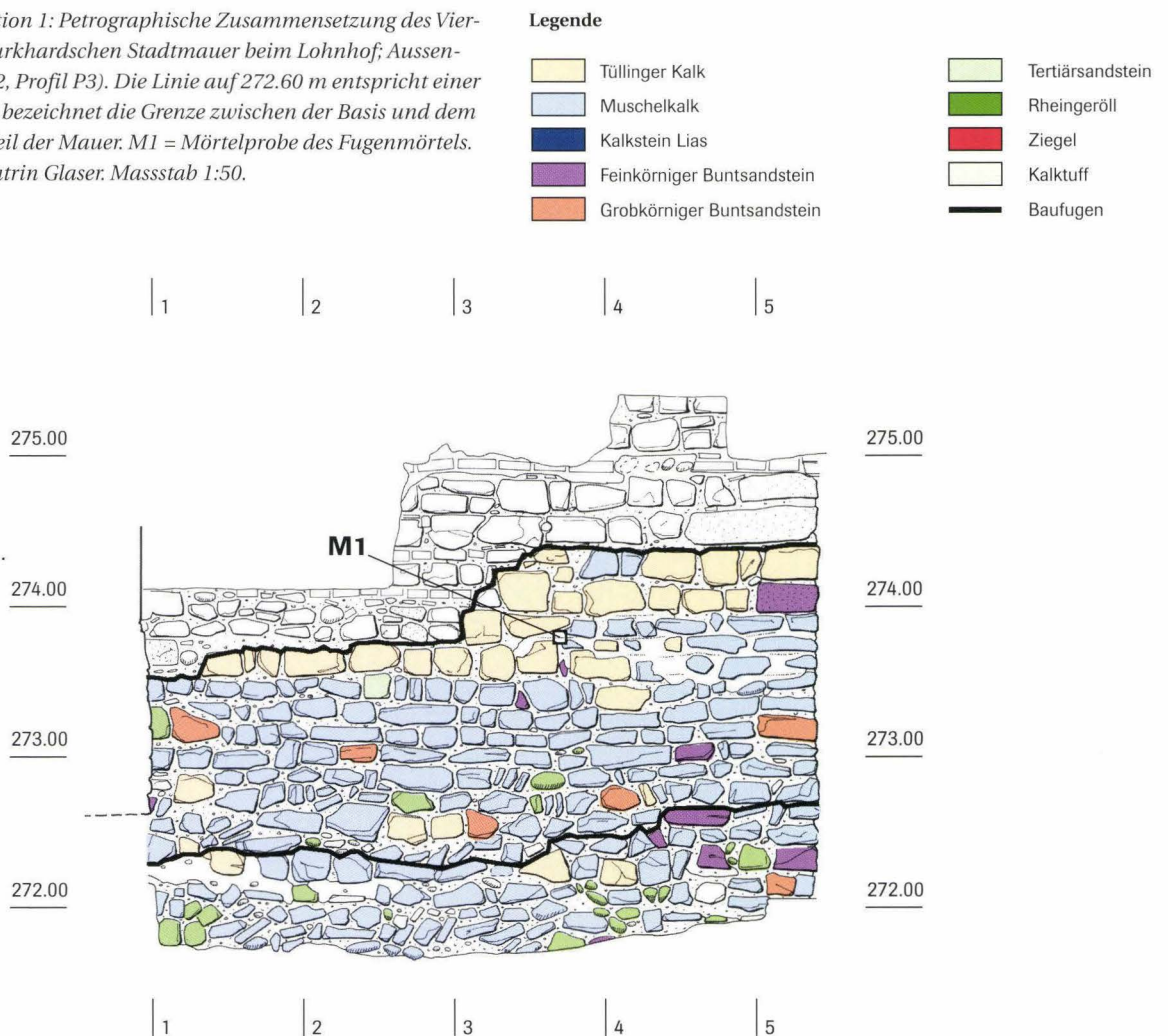 tion 1: Petrographische Zusammensetzung des Vier-
urkhardschen Stadtmauer beim Lohnhof; Aussen-
2, Profil P3). Die Linie auf 272.60 m entspricht einer
bezeichnet die Grenze zwischen der Basis und dem
eil der Mauer. M1 = Mörtelprobe des Fugenmörtels.
atrin Glaser. Massstab 1:50.
Legende
Tüllinger Kalk
Muschelkalk
Kalkstein Lias
Feinkörniger Buntsandstein
Grobkörniger Buntsandstein
Tertiärsandstein
Rheingeröll
Ziegel
Kalktuff
Baufugen
1 2 3 4 5
275.00 275.00
M1
274.00 274.00
273.00 273.00
272.00 272.00
1 2 3 4 5